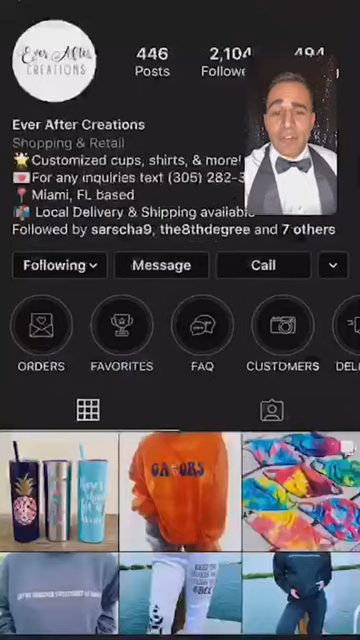 Ever After
CREATIONS
446
2,104
494
Posts
Ever After Creations
Shopping & Retail
Customized cups, shirts, & more!
For any inquiries text (305) 282-
Miami, FL based
Local Delivery & Shipping available
Followed by sarscha9, the8thdegree and 7 others
Following
Message
Call
ORDERS
FAVORITES
FAQ
CUSTOMERS
GATORS